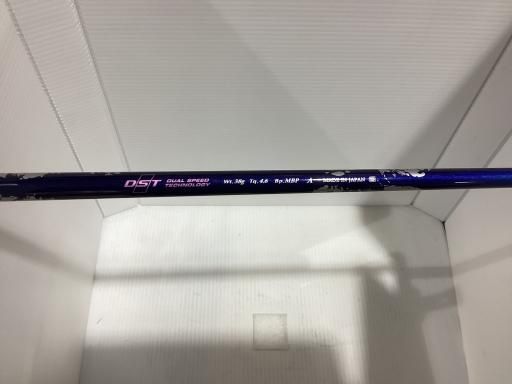 DST DUAL SPEED
TECHNOLOGY Wt.38g Tq.4.6 Bp.MBP A MADE IN JAPAN